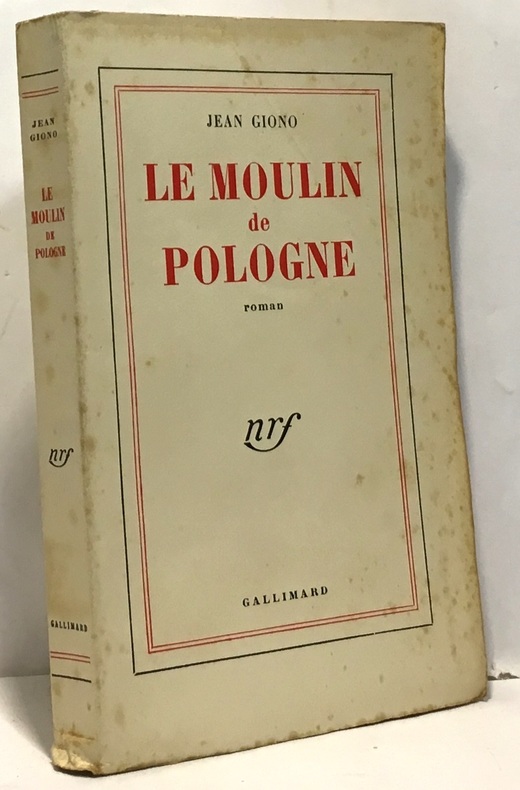 JEAN
GIONO
LE
MOULIN
DE
POLOGNE
nrf
GALLIMARD
JEAN GIONO
LE MOULIN
de
POLOGNE
roman
nrf
GALLIMARD